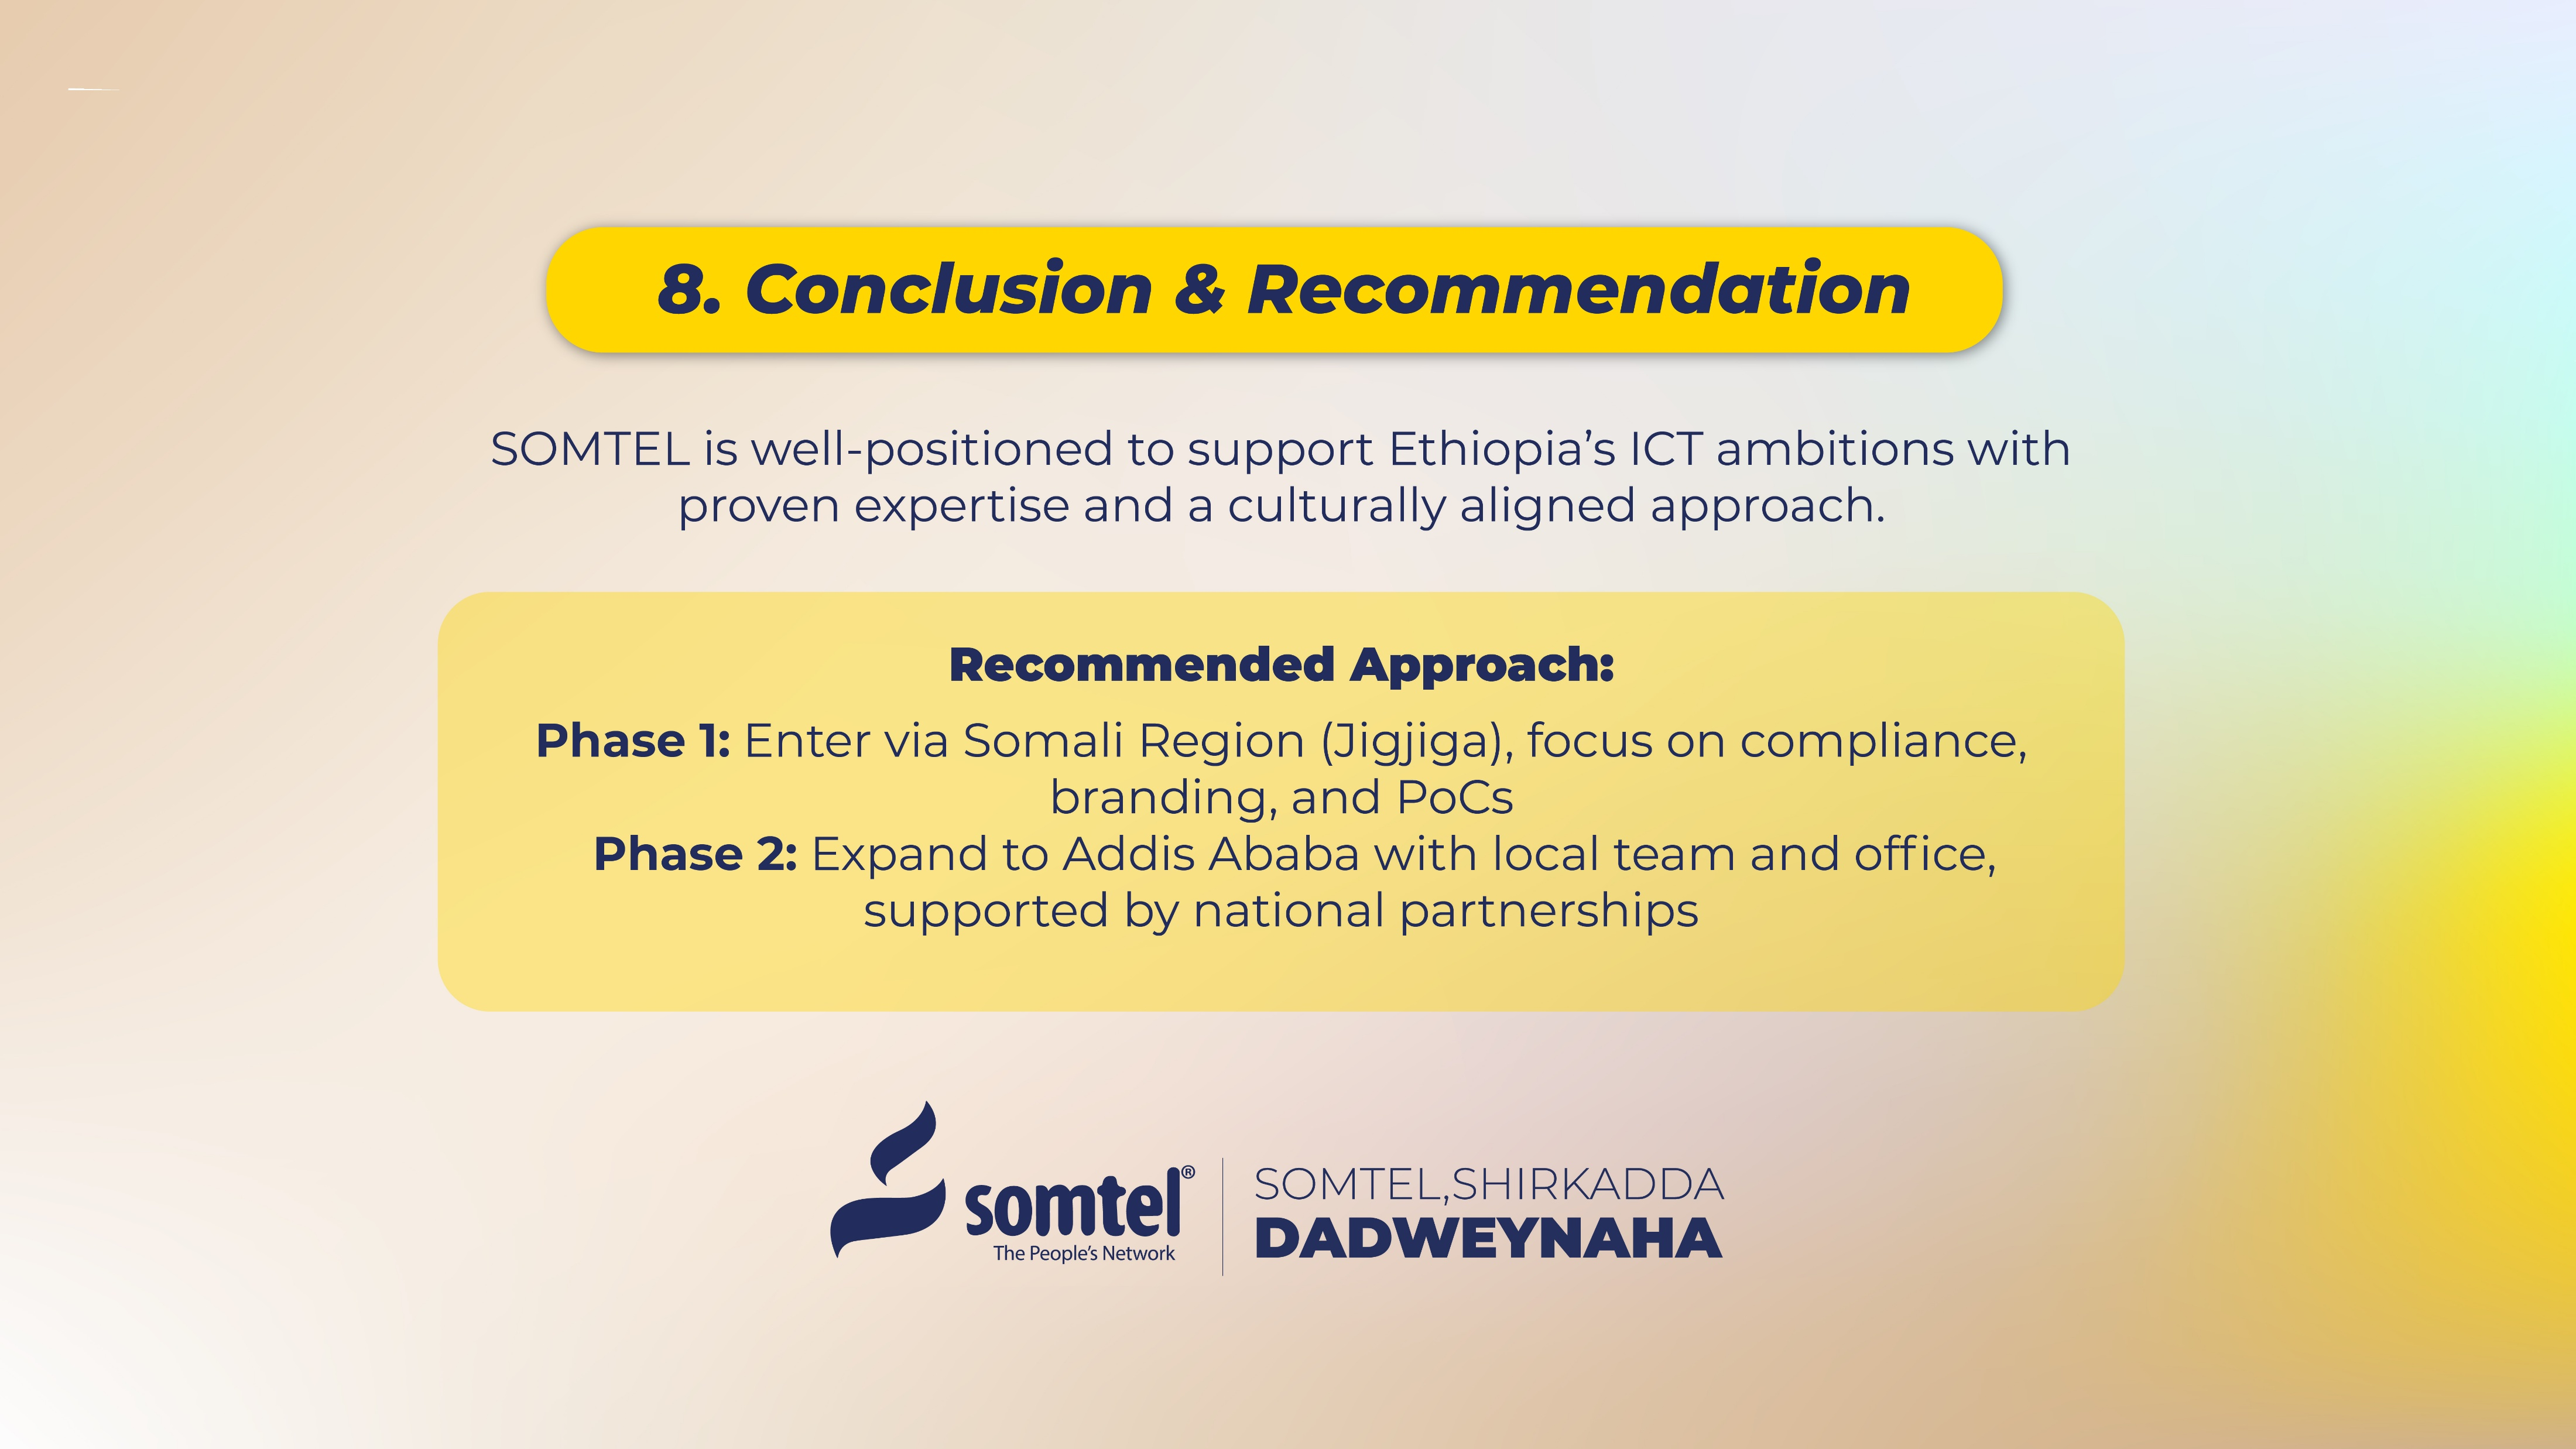 8. Conclusion & Recommendation
SOMTEL is well-positioned to support Ethiopia’s ICT ambitions with
proven expertise and a culturally aligned approach.
Recommended Approach:
Phase 1: Enter via Somali Region (Jigjiga), focus on compliance,
branding, and PoCs
Phase 2: Expand to Addis Ababa with local team and office,
supported by national partnerships
somtel®
The People’s Network
SOMTEL,SHIRKADDA
DADWEYNAHA